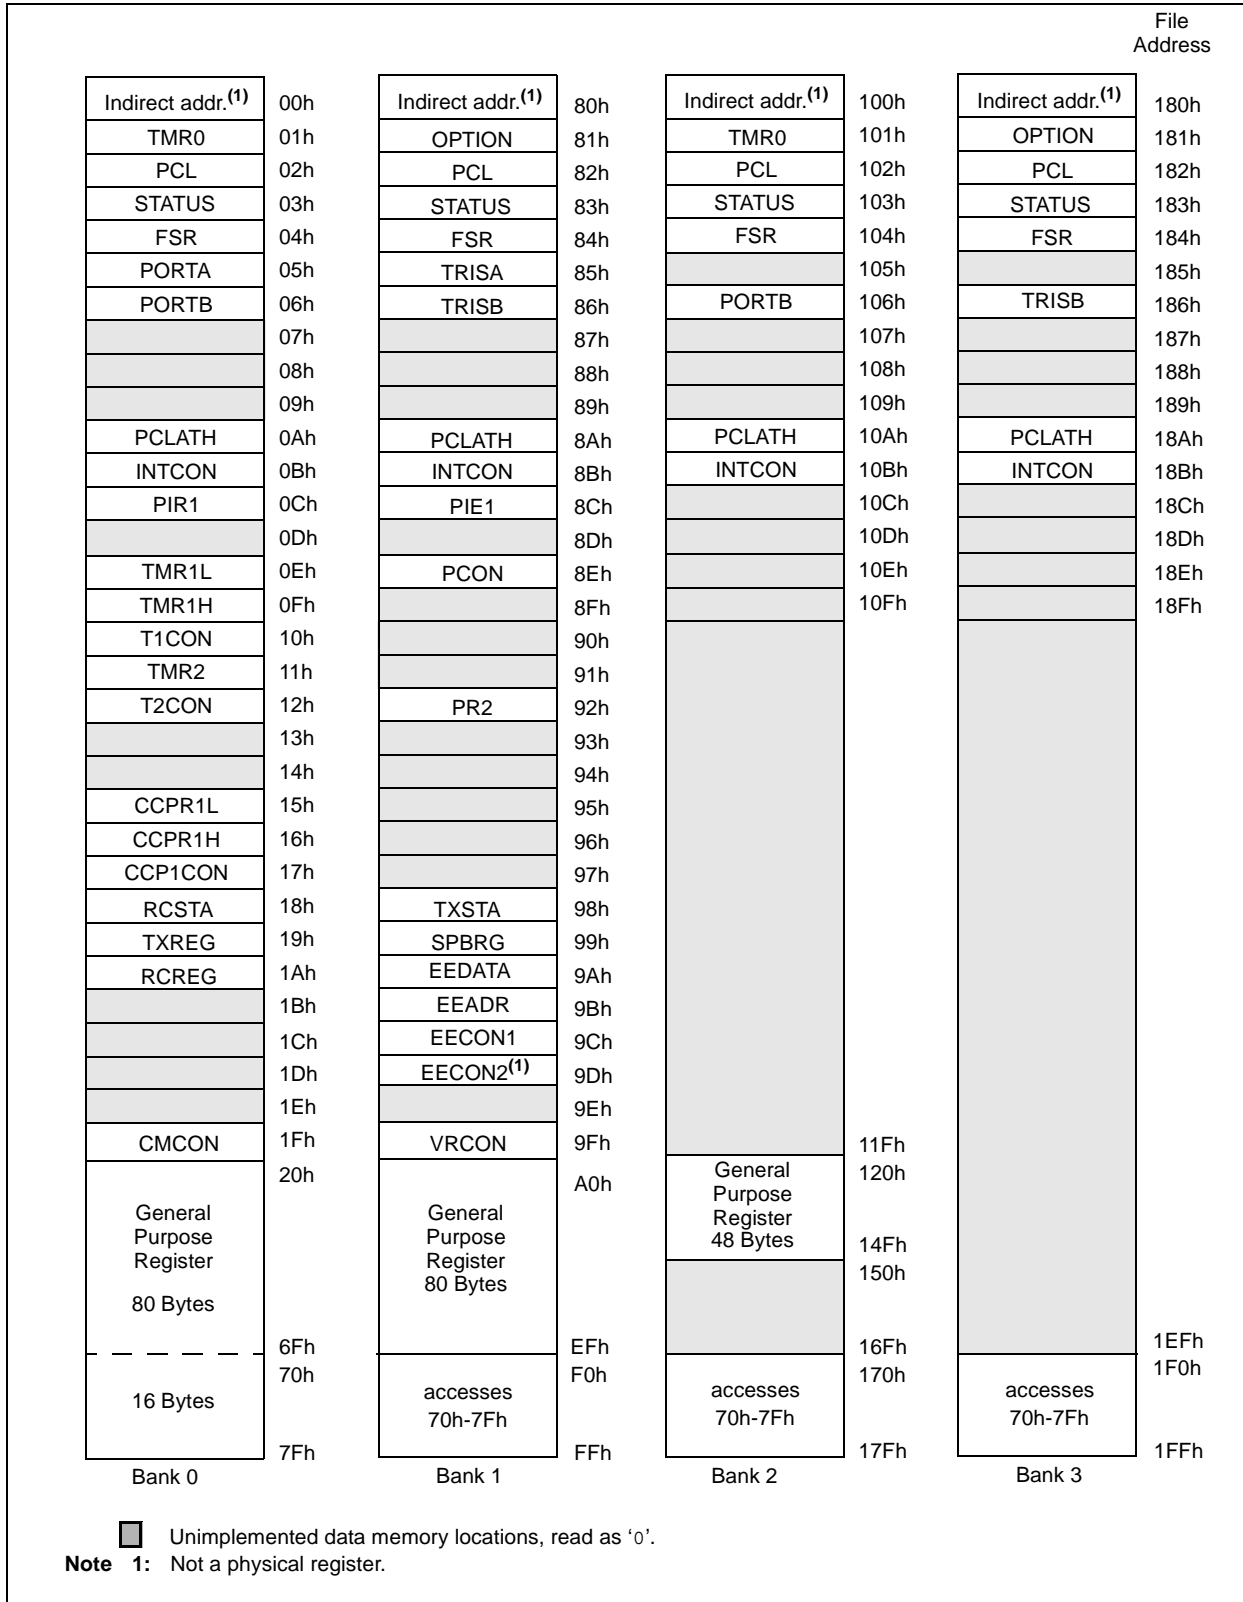 File
Address
Indirect addr.(1) 00h Indirect addr.(1) 80h Indirect addr.(1) 100h Indirect addr.(1) 180h
TMR0 01h OPTION 81h TMR0 101h OPTION 181h
PCL 02h PCL 82h PCL 102h PCL 182h
STATUS 03h STATUS 83h STATUS 103h STATUS 183h
FSR 04h FSR 84h FSR 104h FSR 184h
PORTA 05h TRISA 85h 105h 185h
PORTB 06h TRISB 86h PORTB 106h TRISB 186h
07h 87h 107h 187h
08h 88h 108h 188h
09h 89h 109h 189h
PCLATH 0Ah PCLATH 8Ah PCLATH 10Ah PCLATH 18Ah
INTCON 0Bh INTCON 8Bh INTCON 10Bh INTCON 18Bh
PIR1 0Ch PIE1 8Ch 10Ch 18Ch
0Dh 8Dh 10Dh 18Dh
TMR1L 0Eh PCON 8Eh 10Eh 18Eh
TMR1H 0Fh 8Fh 10Fh 18Fh
T1CON 10h 90h
TMR2 11h 91h
T2CON 12h PR2 92h
13h 93h
14h 94h
CCPR1L 15h 95h
CCPR1H 16h 96h
CCP1CON 17h 97h
RCSTA 18h TXSTA 98h
TXREG 19h SPBRG 99h
RCREG 1Ah EEDATA 9Ah
1Bh EEADR 9Bh
1Ch EECON1 9Ch
1Dh EECON2(1) 9Dh
1Eh 9Eh
CMCON 1Fh VRCON 9Fh 11Fh
20h A0h General 120h
Purpose
General General Register
Purpose Purpose 48 Bytes 14Fh
Register Register 150h
80 Bytes 80 Bytes
6Fh EFh 16Fh 1EFh
70h F0h 170h 1F0h
16 Bytes accesses accesses accesses
70h-7Fh 70h-7Fh 70h-7Fh
7Fh FFh 17Fh 1FFh
Bank 0 Bank 1 Bank 2 Bank 3
Unimplemented data memory locations, read as ‘0’.
Note 1: Not a physical register.